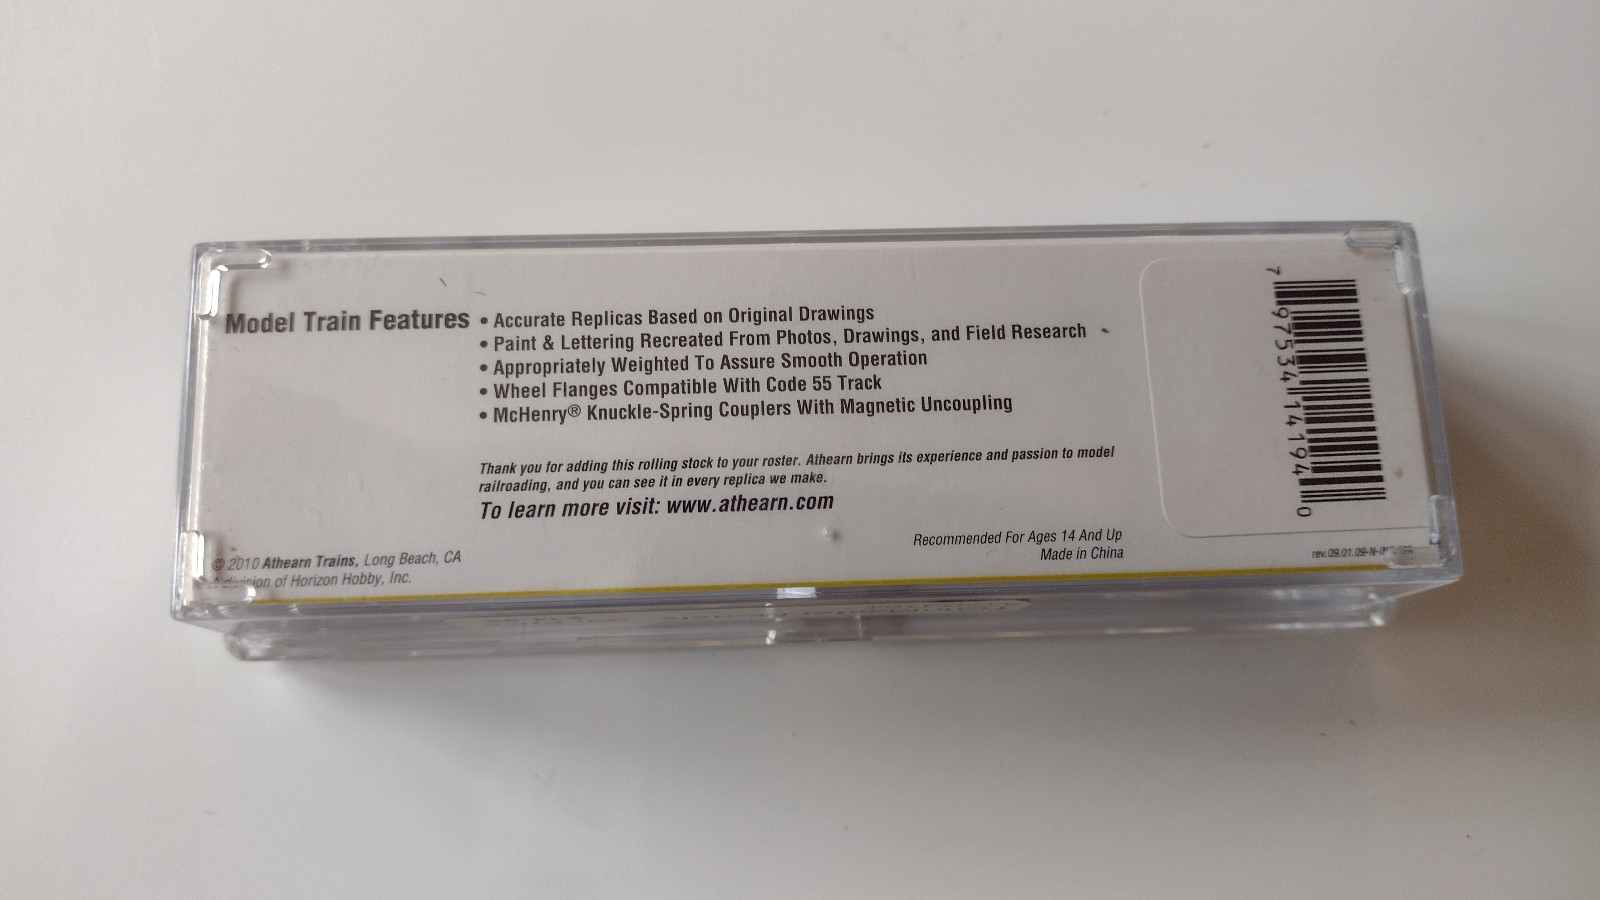 Model Train Features
• Accurate Replicas Based on Original Drawings
• Paint & Lettering Recreated From Photos, Drawings, and Field Research
• Appropriately Weighted To Assure Smooth Operation
• Wheel Flanges Compatible With Code 55 Track
• McHenry® Knuckle-Spring Couplers With Magnetic Uncoupling
Thank you for adding this rolling stock to your roster. Athearn brings its experience and passion to model
railroading, and you can see it in every replica we make.
To learn more visit: www.athearn.com
Recommended For Ages 14 And Up
Made in China
© 2010 Athearn Trains, Long Beach, CA
A division of Horizon Hobby, Inc.
7 97534 14194 0
rev.09.01.09-N-